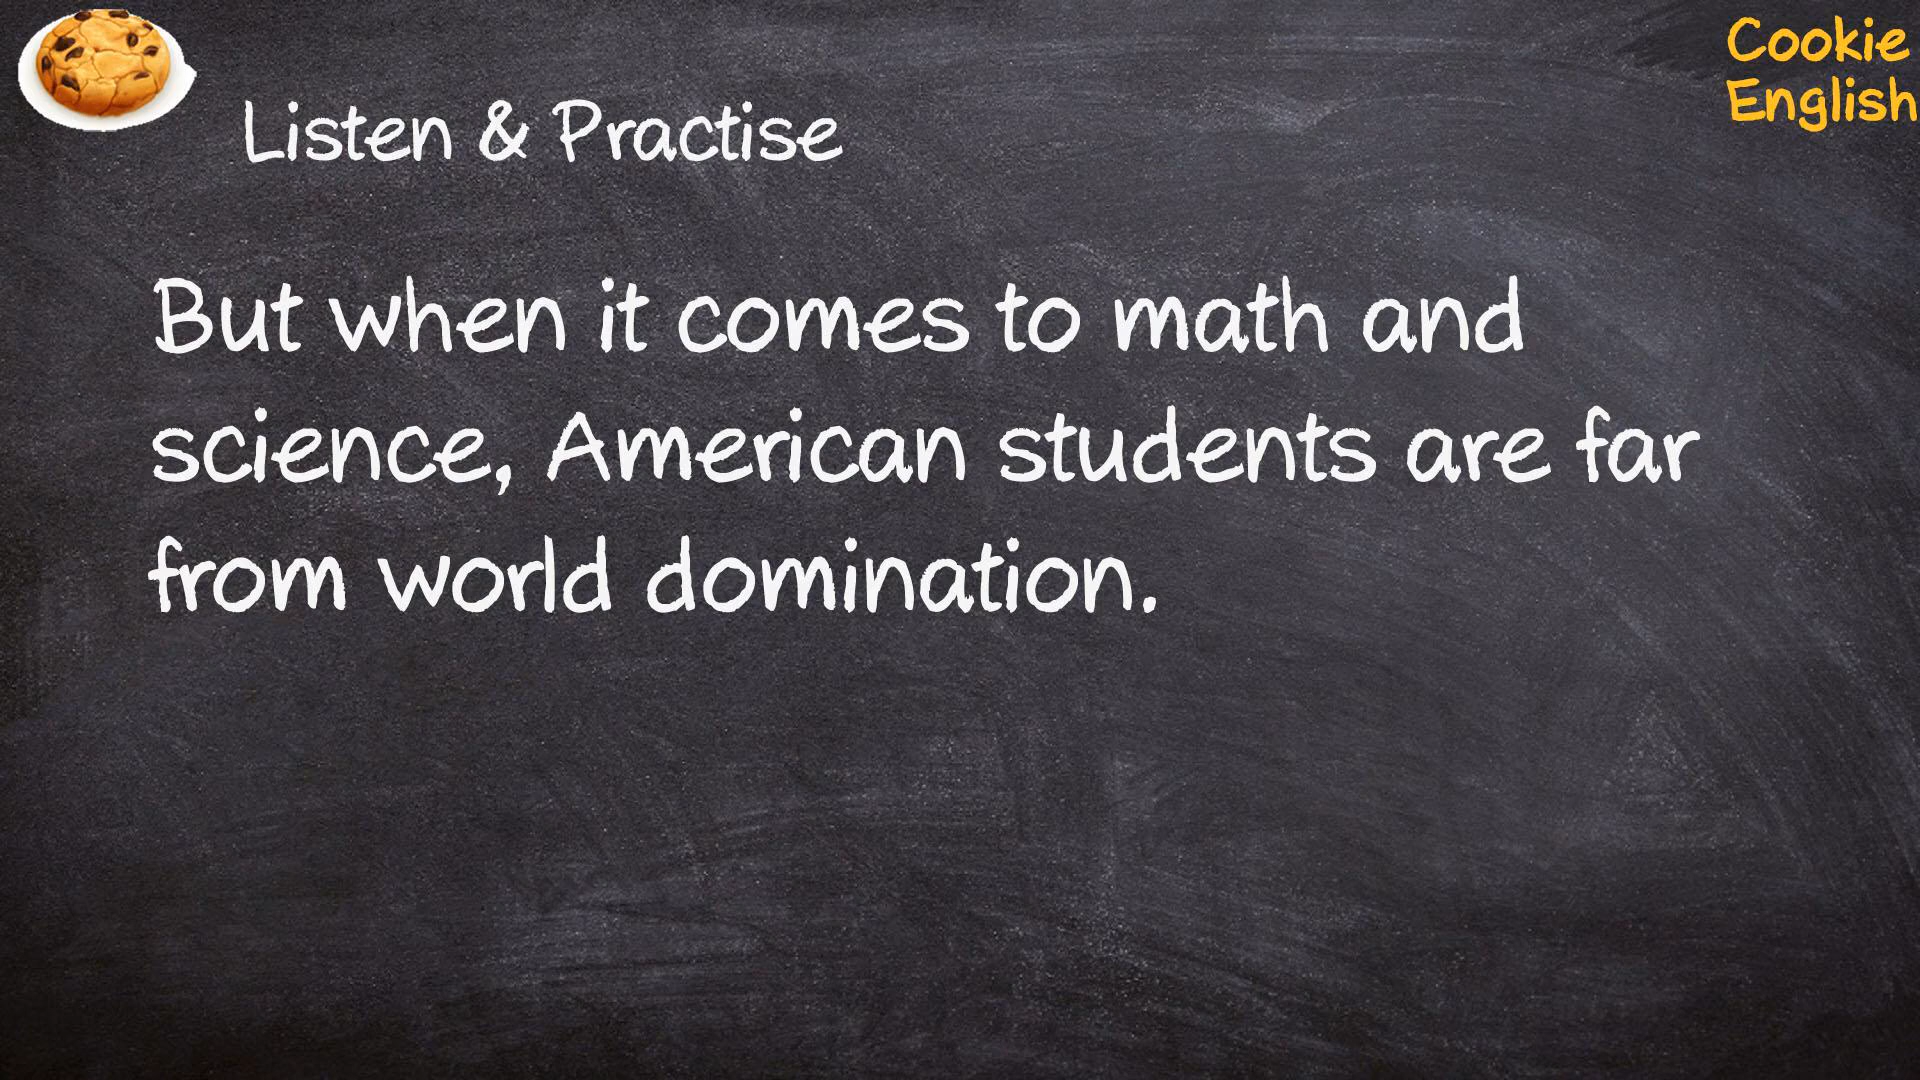 Cookie
English
Listen & Practise
But when it comes to math and
science, American students are far
from world domination.